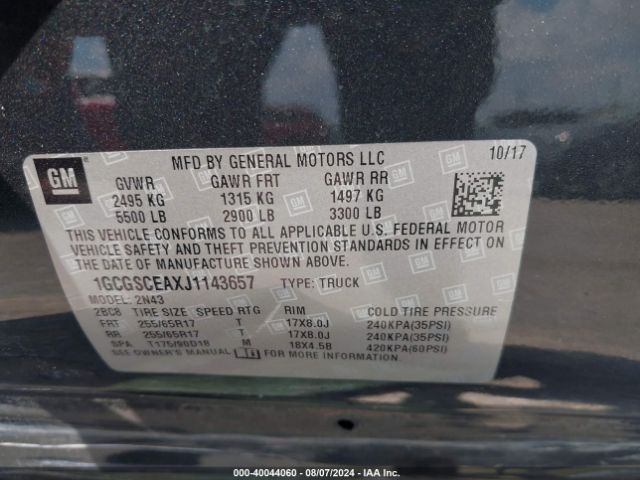 GM
MFD BY GENERAL MOTORS LLC 10/17
GVWR GAWR FRT GAWR RR
2495 KG 1315 KG 1497 KG
5500 LB 2900 LB 3300 LB
THIS VEHICLE CONFORMS TO ALL APPLICABLE U.S. FEDERAL MOTOR
VEHICLE SAFETY AND THEFT PREVENTION STANDARDS IN EFFECT ON
THE DATE OF MANUFACTURE SHOWN ABOVE.
1GCGSCEAXJ1143657 TYPE: TRUCK
MODEL: 2N43
2BC8 TIRE SIZE SPEED RTG RIM COLD TIRE PRESSURE
FRT 255/65R17 T 17X8.0J 240KPA(35PSI)
RR 255/65R17 T 17X8.0J 240KPA(35PSI)
SPA T175/90D18 M 18X4.5B 420KPA(60PSI)
SEE OWNER'S MANUAL FOR MORE INFORMATION.
000-40044060 - 08/07/2024 - IAA Inc.